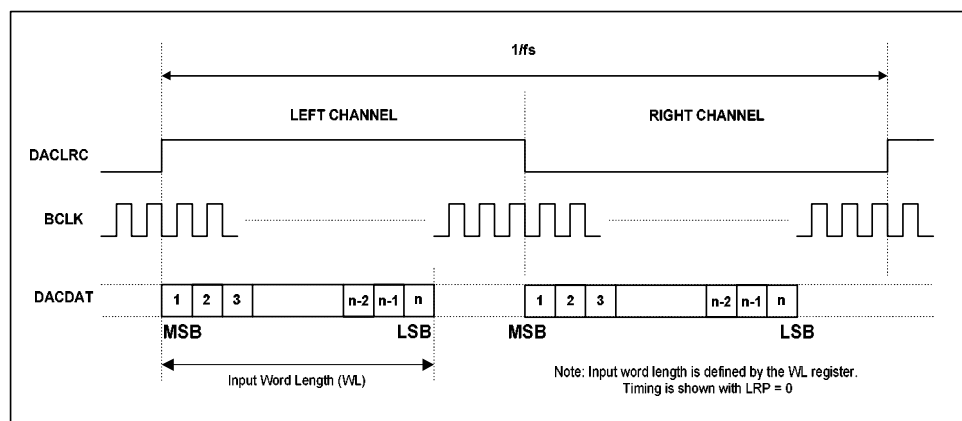 1/fs
LEFT CHANNEL RIGHT CHANNEL
DACLRC
BCLK
DACDAT 1 2 3 n-2 n-1 n 1 2 3 n-2 n-1 n
MSB LSB MSB LSB
Input Word Length (WL)
Note: Input word length is defined by the WL register.
Timing is shown with LRP = 0